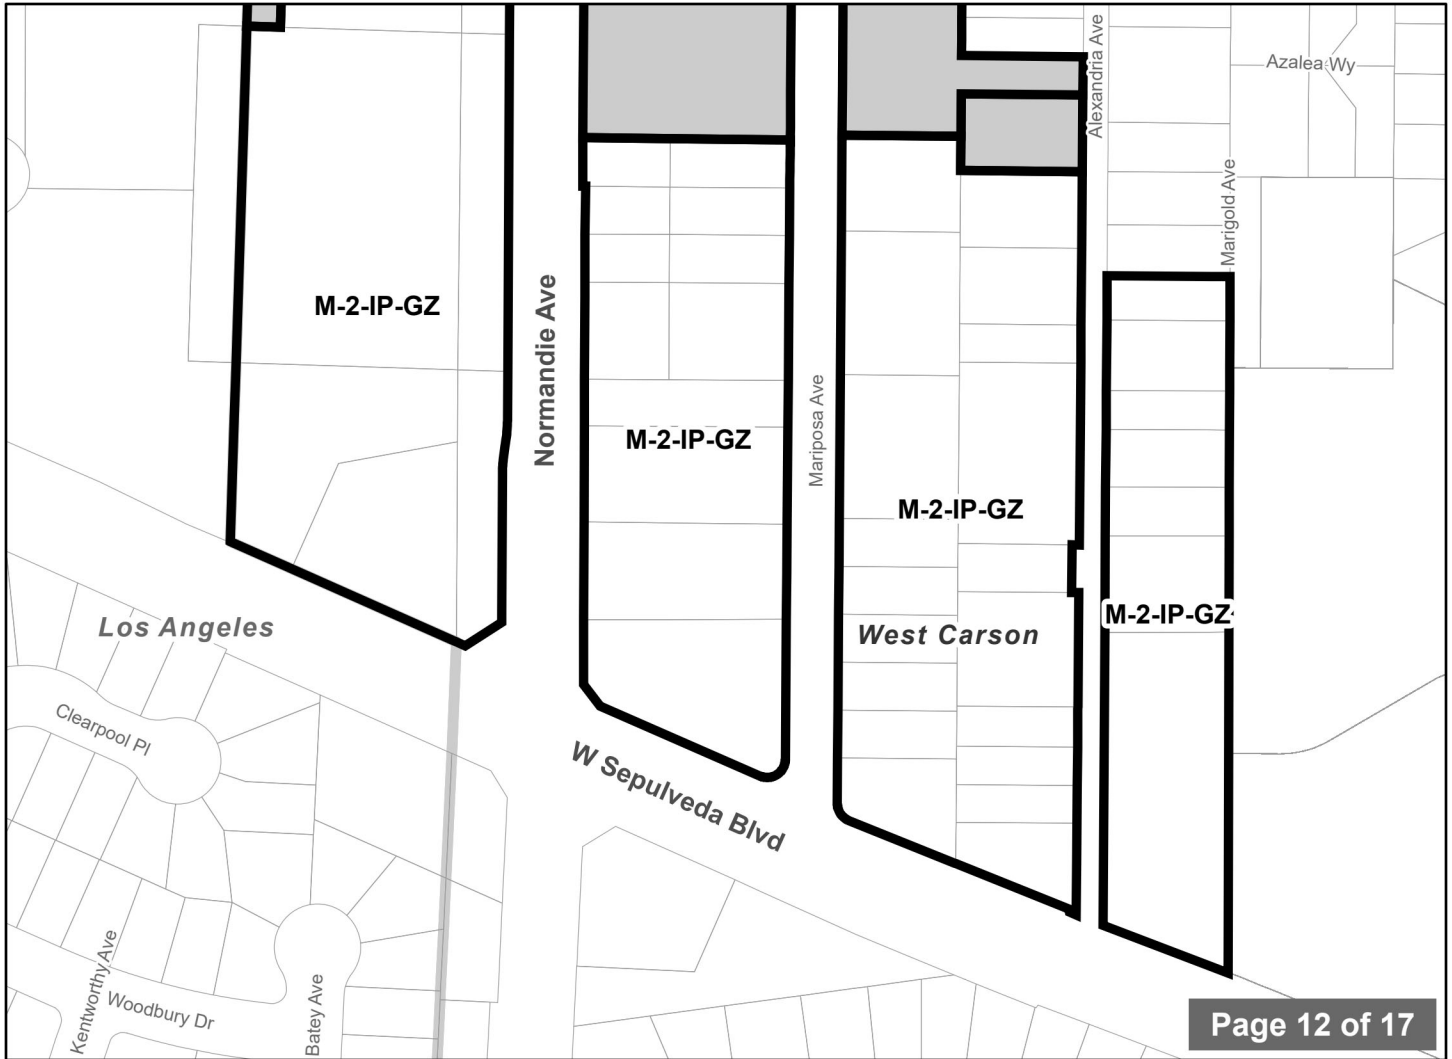 Alexandria Ave
Azalea Wy
Marigold Ave
M-2-IP-GZ
Normandie Ave
Mariposa Ave
M-2-IP-GZ
M-2-IP-GZ
M-2-IP-GZ
Los Angeles
West Carson
Clearpool Pl
W Sepulveda Blvd
Kentworthy Ave
Woodbury Dr
Batey Ave
Page 12 of 17